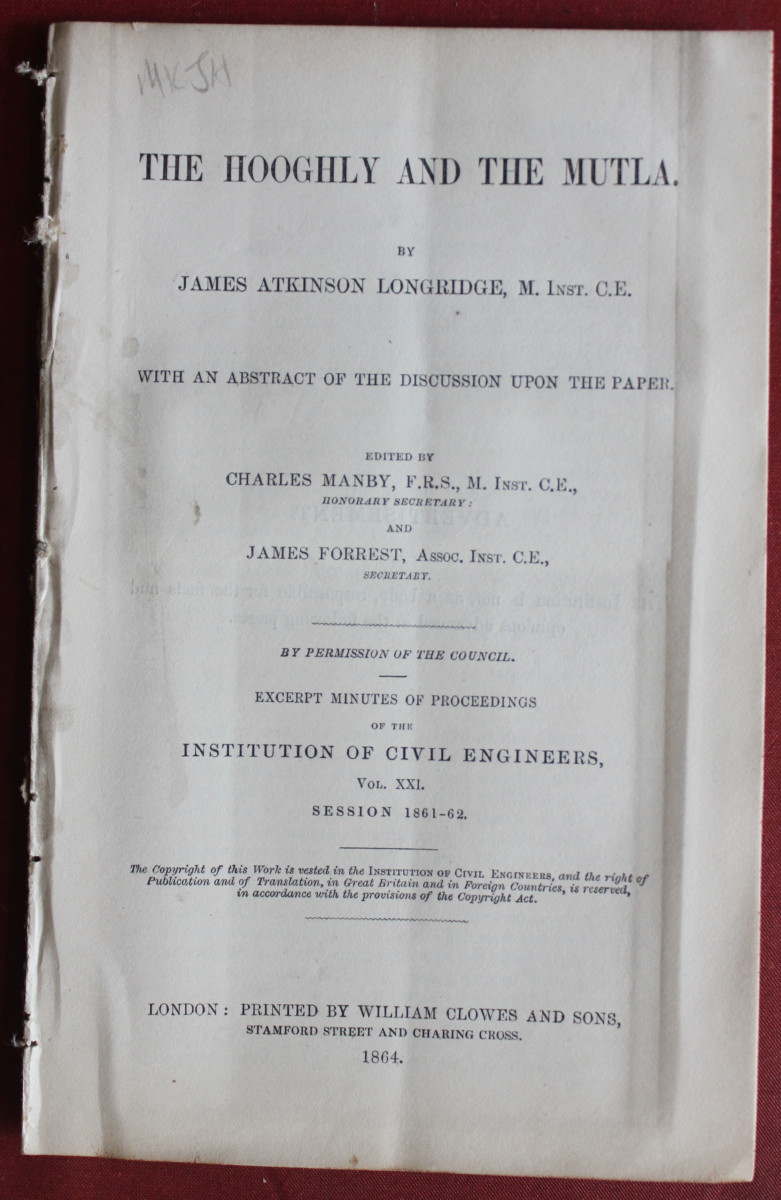 THE HOOGHLY AND THE MUTLA.
BY
JAMES ATKINSON LONGRIDGE, M. INST. C.E.
WITH AN ABSTRACT OF THE DISCUSSION UPON THE PAPER.
EDITED BY
CHARLES MANBY, F.R.S., M. INST. C.E.,
HONORARY SECRETARY:
AND
JAMES FORREST, ASSOC. INST. C.E.,
SECRETARY.
BY PERMISSION OF THE COUNCIL.
EXCERPT MINUTES OF PROCEEDINGS
OF THE
INSTITUTION OF CIVIL ENGINEERS,
VOL. XXI.
SESSION 1861-62.
The Copyright of this Work is vested in the INSTITUTION OF CIVIL ENGINEERS, and the right of
Publication and of Translation, in Great Britain and in Foreign Countries, is reserved,
in accordance with the provisions of the Copyright Act.
LONDON: PRINTED BY WILLIAM CLOWES AND SONS,
STAMFORD STREET AND CHARING CROSS.
1864.